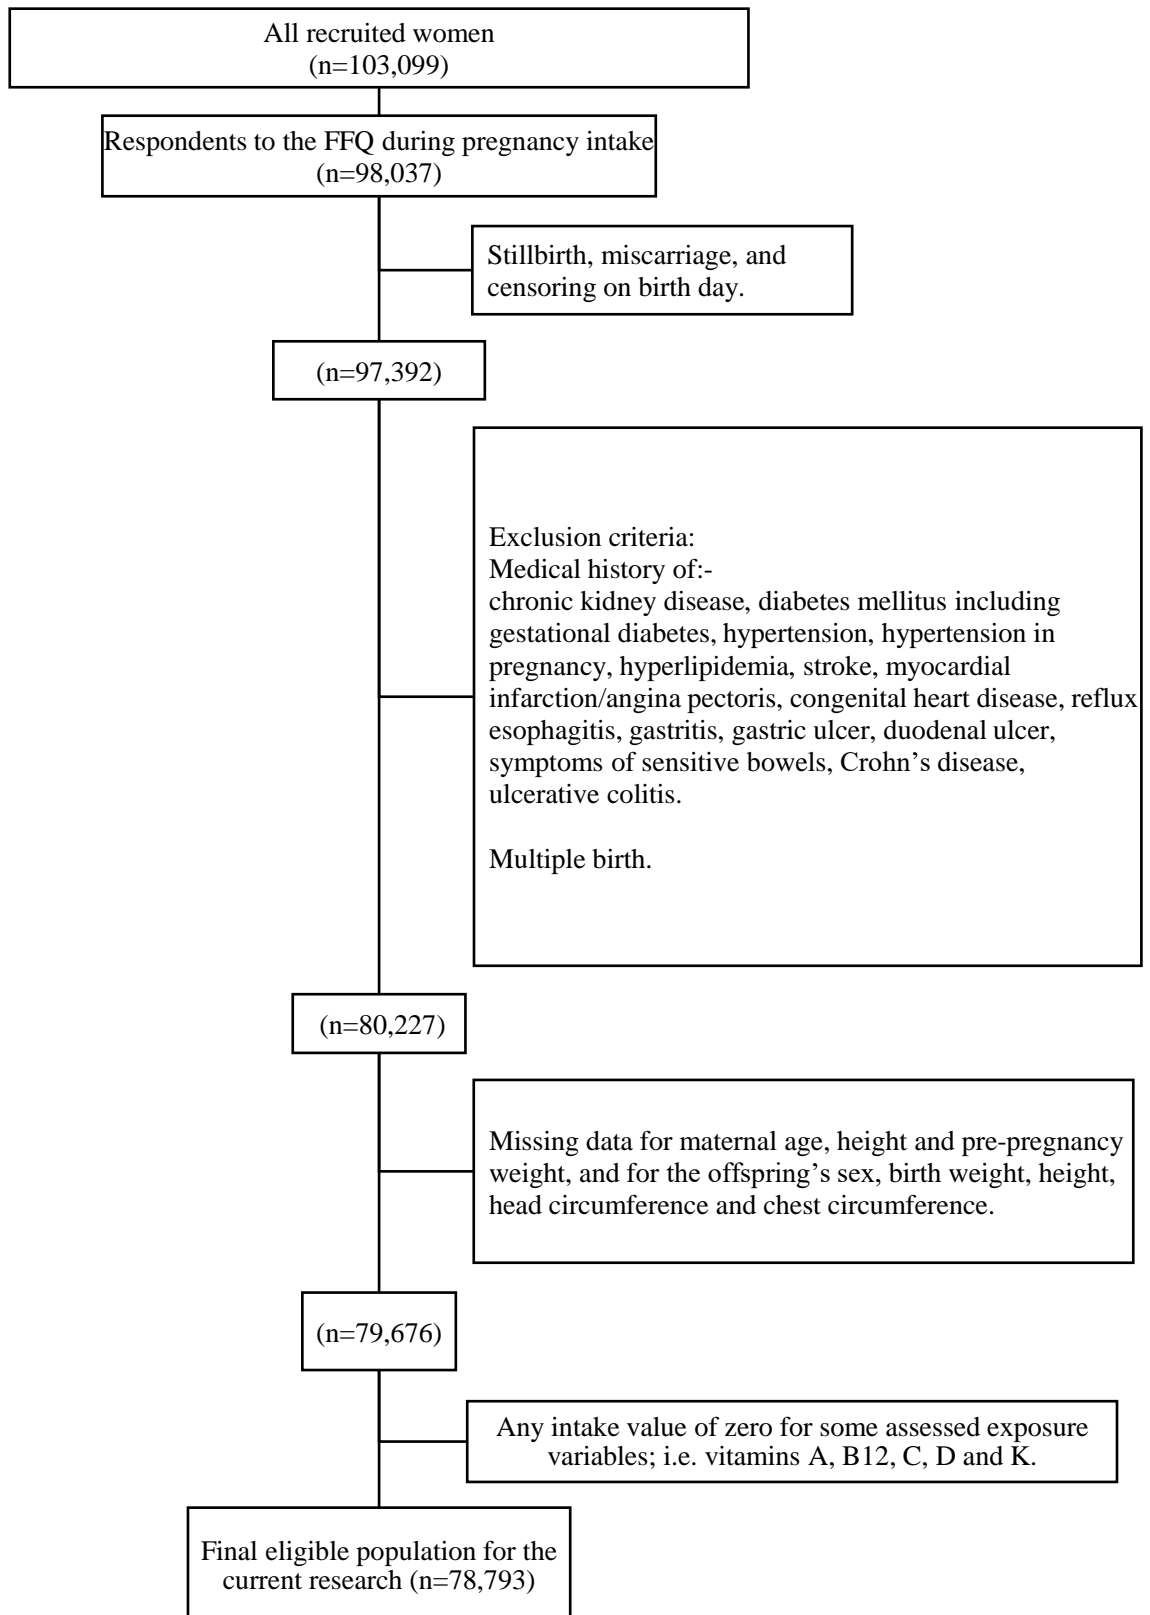 All recruited women
(n=103,099)
Respondents to the FFQ during pregnancy intake
(n=98,037)
Stillbirth, miscarriage, and
censoring on birth day.
(n=97,392)
Exclusion criteria:
Medical history of:-
chronic kidney disease, diabetes mellitus including
gestational diabetes, hypertension, hypertension in
pregnancy, hyperlipidemia, stroke, myocardial
infarction/angina pectoris, congenital heart disease, reflux
esophagitis, gastritis, gastric ulcer, duodenal ulcer,
symptoms of sensitive bowels, Crohn’s disease,
ulcerative colitis.
Multiple birth.
(n=80,227)
Missing data for maternal age, height and pre-pregnancy
weight, and for the offspring’s sex, birth weight, height,
head circumference and chest circumference.
(n=79,676)
Any intake value of zero for some assessed exposure
variables; i.e. vitamins A, B12, C, D and K.
Final eligible population for the
current research (n=78,793)